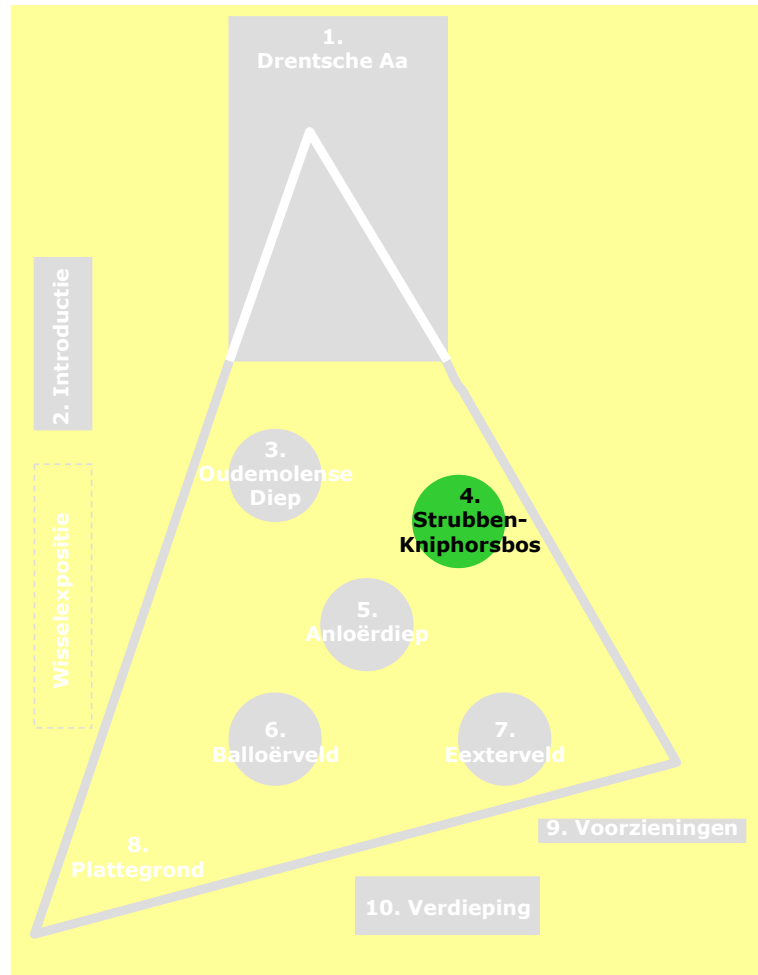 1.
Drentsche Aa
2. Introductie
3.
Oudemolense
Diep
4.
Strubben-
Kniphorsbos
Wisselexpositie
5.
Anloërdiep
6.
Balloërveld
7.
Eexterveld
8.
Plattegrond
9. Voorzieningen
10. Verdieping